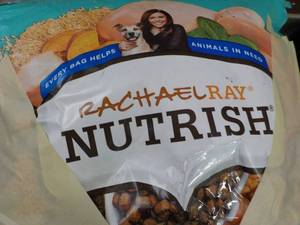 EVERY BAG HELPS
ANIMALS IN NEED
RACHAEL RAY®
NUTRISH®